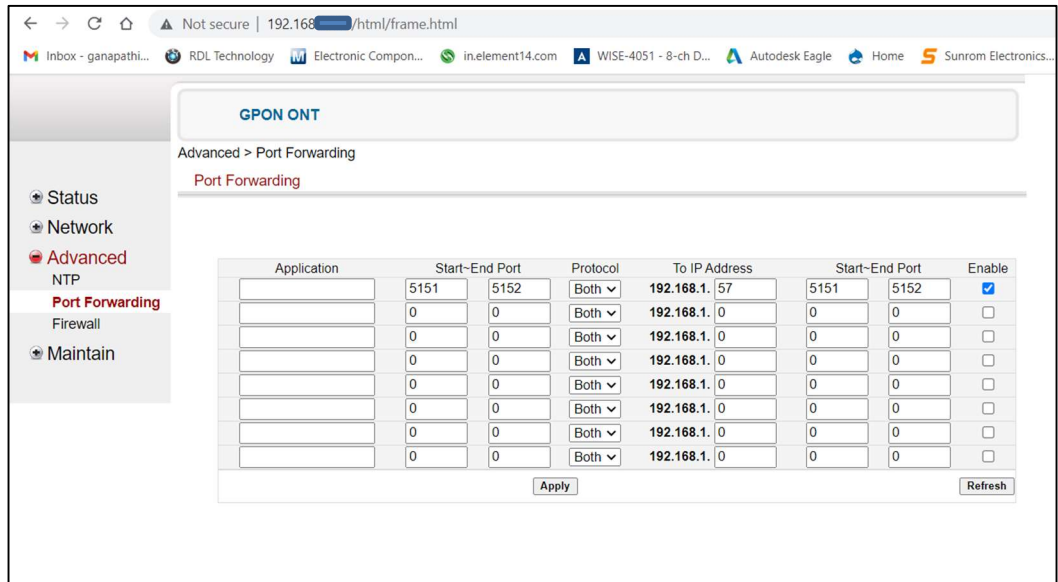 Not secure | 192.168 /html/frame.html
Inbox - ganapathi... RDL Technology Electronic Compon... in.element14.com WISE-4051 - 8-ch D... Autodesk Eagle Home Sunrom Electronics...
GPON ONT
Advanced > Port Forwarding
Port Forwarding
Status
Network
Advanced
NTP
Port Forwarding
Firewall
Maintain
Application Start~End Port Protocol To IP Address Start~End Port Enable
5151 5152 Both 192.168.1. 57 5151 5152
0 0 Both 192.168.1. 0 0 0
0 0 Both 192.168.1. 0 0 0
0 0 Both 192.168.1. 0 0 0
0 0 Both 192.168.1. 0 0 0
0 0 Both 192.168.1. 0 0 0
0 0 Both 192.168.1. 0 0 0
0 0 Both 192.168.1. 0 0 0
Apply Refresh